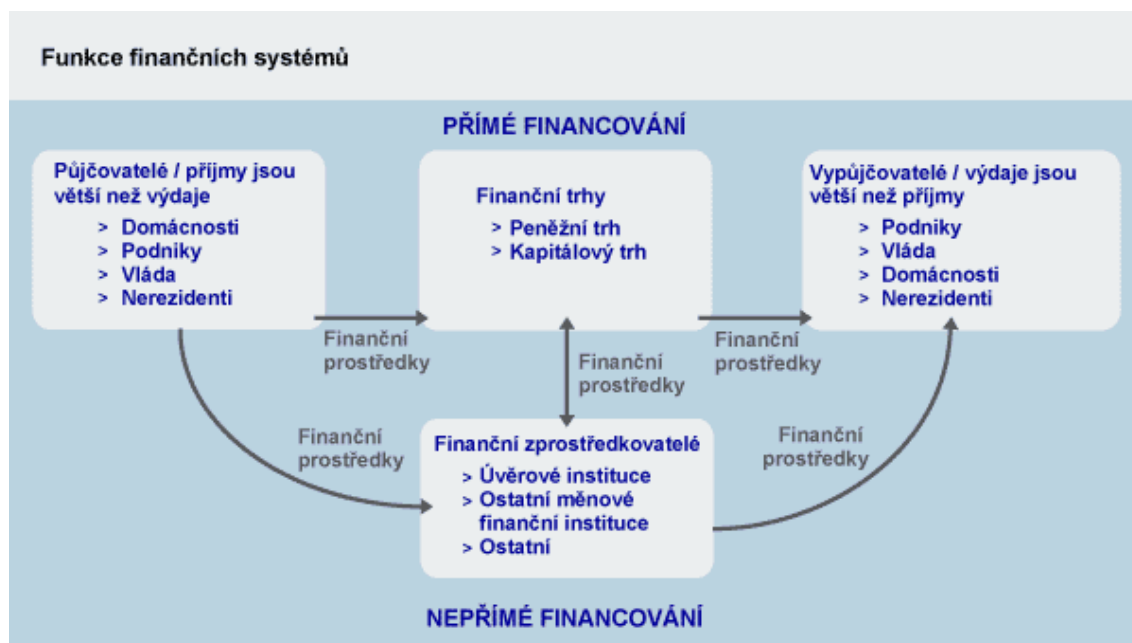 Funkce finančních systémů
PŘÍMÉ FINANCOVÁNÍ
Půjčovatelé / příjmy jsou
větší než výdaje
> Domácnosti
> Podniky
> Vláda
> Nerezidenti
Finanční trhy
> Peněžní trh
> Kapitálový trh
Vypůjčovatelé / výdaje jsou
větší než příjmy
> Podniky
> Vláda
> Domácnosti
> Nerezidenti
Finanční
prostředky
Finanční
prostředky
Finanční
prostředky
Finanční
prostředky
Finanční
prostředky
Finanční zprostředkovatelé
> Úvěrové instituce
> Ostatní měnové
finanční instituce
> Ostatní
NEPŘÍMÉ FINANCOVÁNÍ